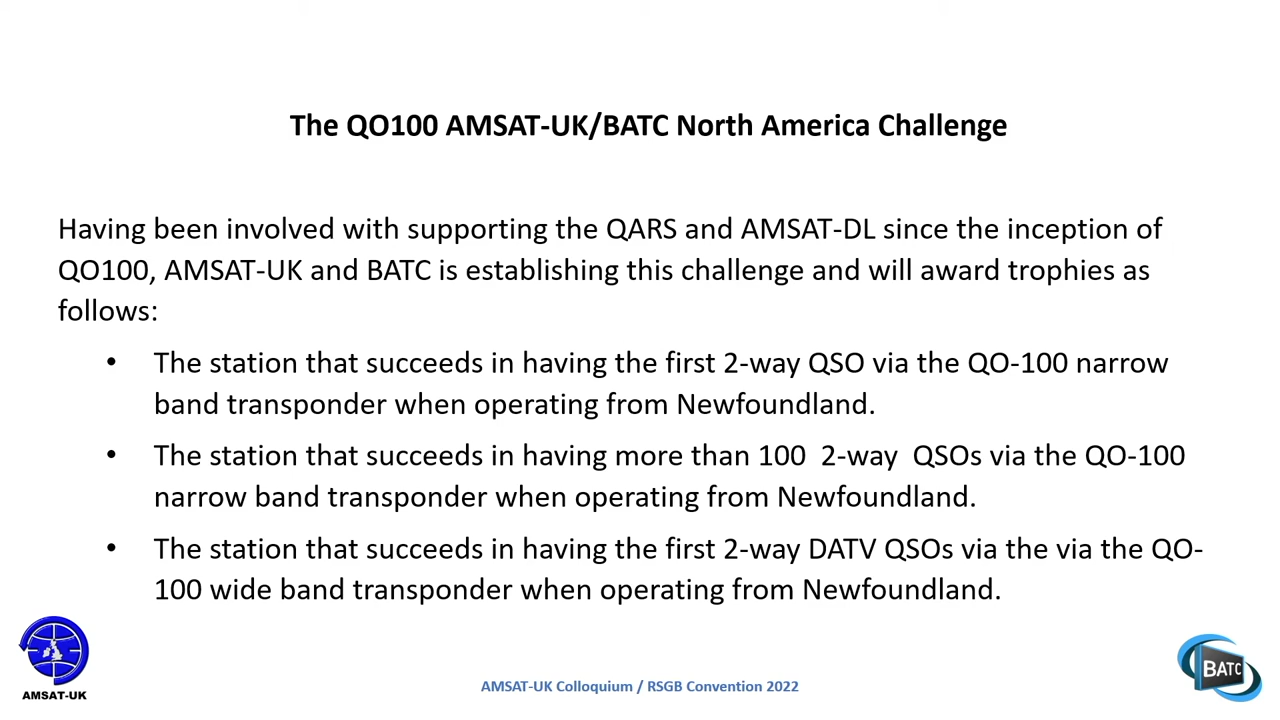 The QO100 AMSAT-UK/BATC North America Challenge
Having been involved with supporting the QARS and AMSAT-DL since the inception of
QO100, AMSAT-UK and BATC is establishing this challenge and will award trophies as
follows:
• The station that succeeds in having the first 2-way QSO via the QO-100 narrow
band transponder when operating from Newfoundland.
• The station that succeeds in having more than 100  2-way  QSOs via the QO-100
narrow band transponder when operating from Newfoundland.
• The station that succeeds in having the first 2-way DATV QSOs via the via the QO-
100 wide band transponder when operating from Newfoundland.
AMSAT-UK
AMSAT-UK Colloquium / RSGB Convention 2022
BATC